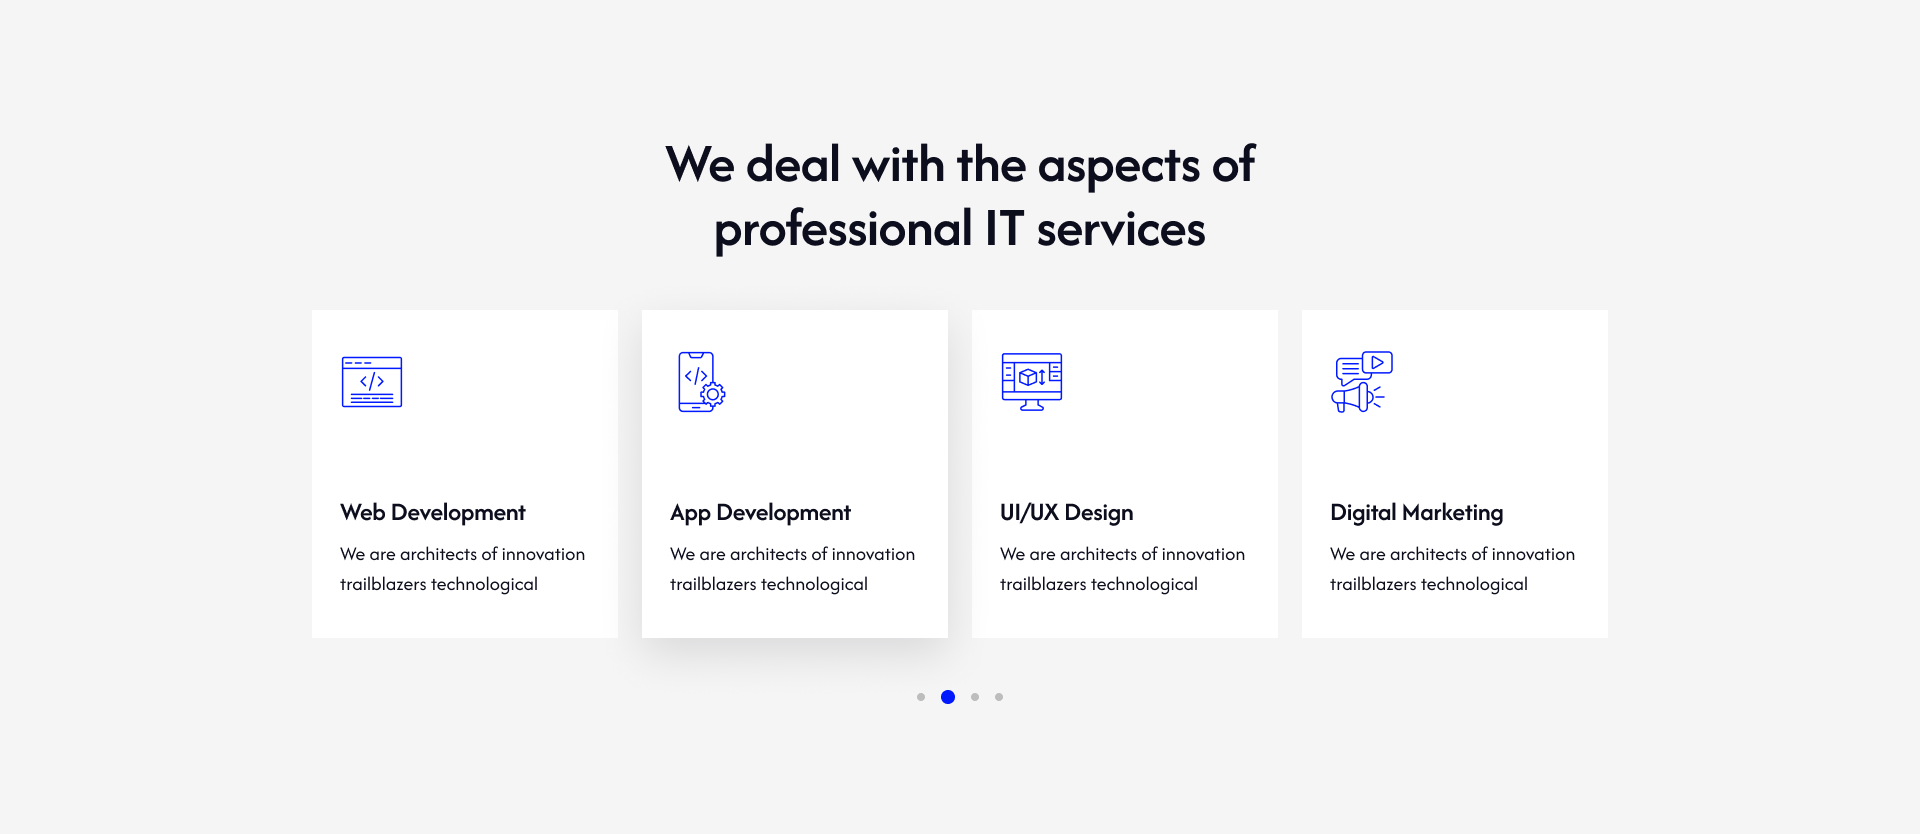 We deal with the aspects of
professional IT services
Web Development
We are architects of innovation
trailblazers technological
App Development
We are architects of innovation
trailblazers technological
UI/UX Design
We are architects of innovation
trailblazers technological
Digital Marketing
We are architects of innovation
trailblazers technological